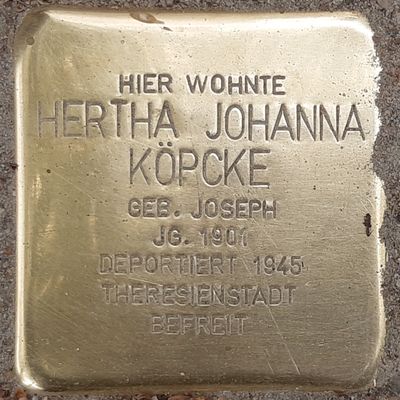 HIER WOHNTE
HERTHA JOHANNA
KÖPCKE
GEB. JOSEPH
JG. 1901
DEPORTIERT 1945
THERESIENSTADT
BEFREIT